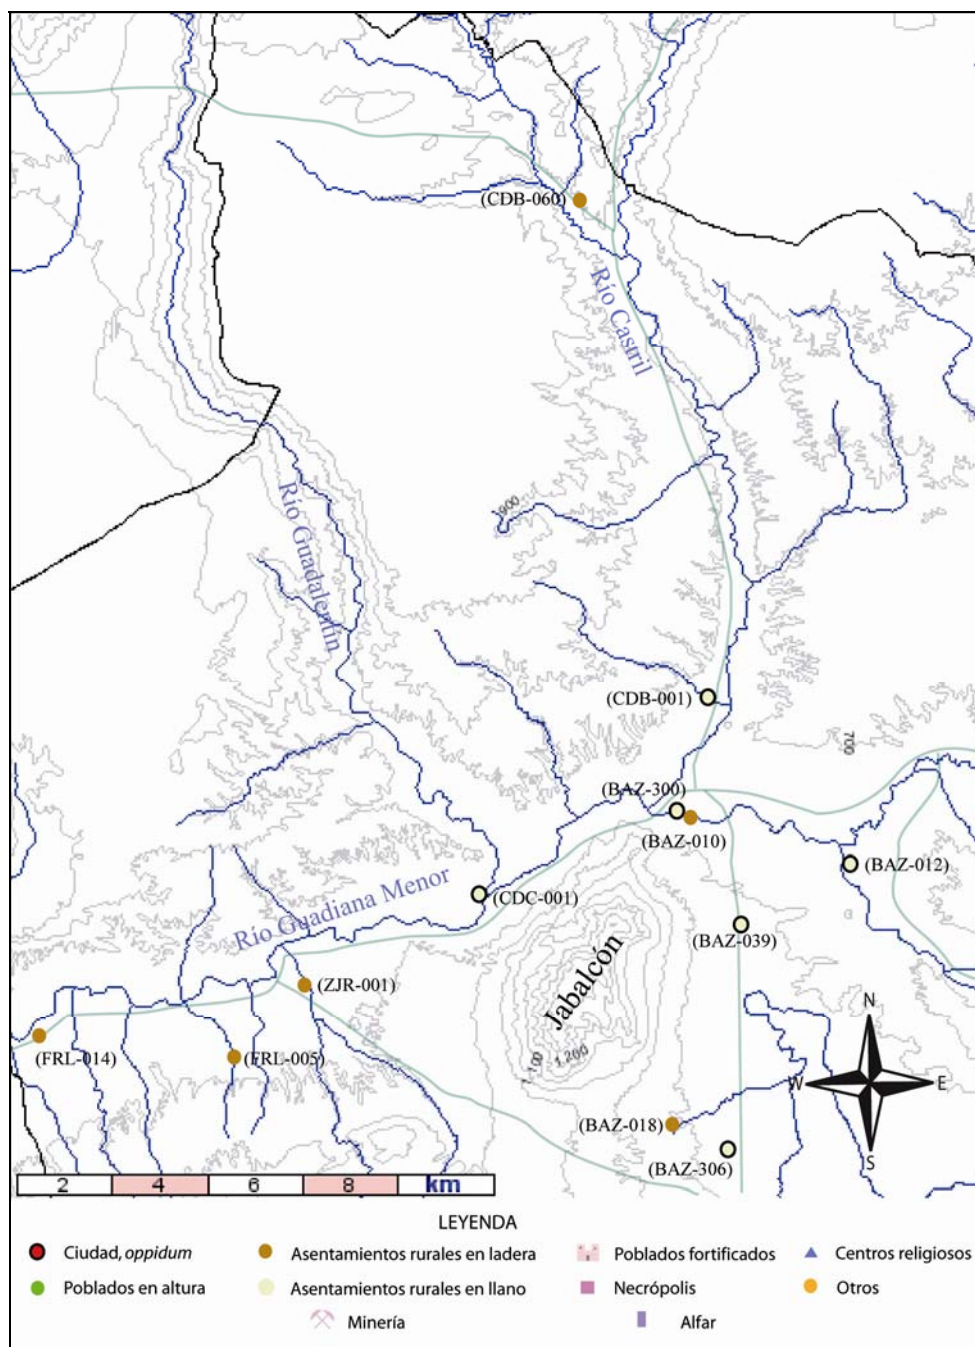 (CDB-060)
Río Castril
900
Río Guadalentín
(CDB-001)
700
(BAZ-300)
(BAZ-010)
(BAZ-012)
(CDC-001)
Río Guadiana Menor
(BAZ-039)
(ZJR-001)
Jabalcón
(FRL-014)
(FRL-005)
1.100
1.200
N
W
E
S
(BAZ-018)
(BAZ-306)
2 4 6 8 km
LEYENDA
Ciudad, oppidum
Asentamientos rurales en ladera
Poblados fortificados
Centros religiosos
Poblados en altura
Asentamientos rurales en llano
Necrópolis
Otros
Minería
Alfar